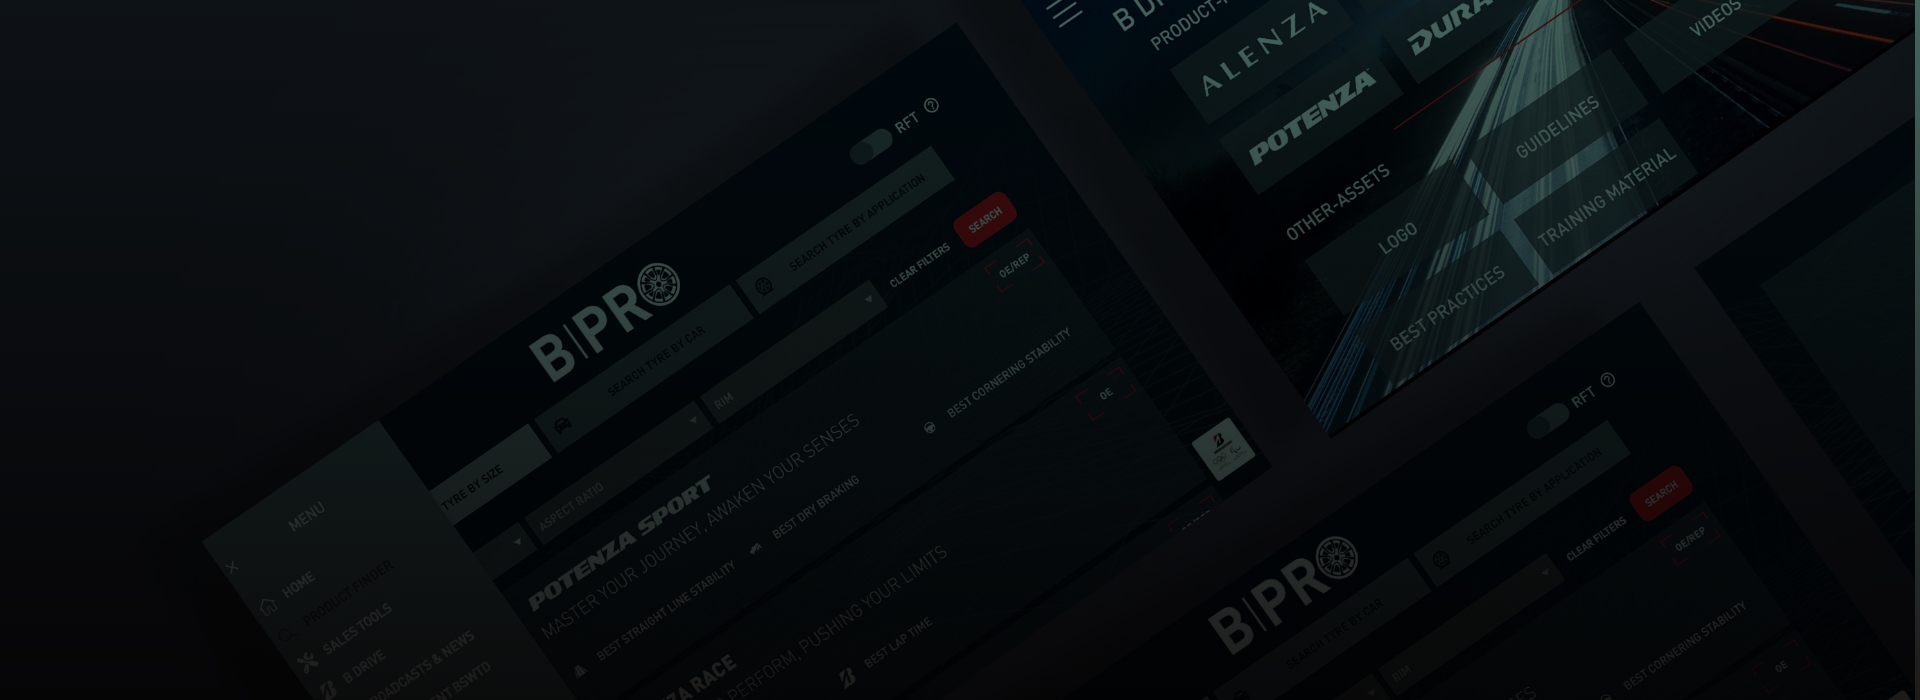 B
PRODUCT-
ALENZA
DURA
VIDEOS
POTENZA
OTHER-ASSETS
LOGO
GUIDELINES
BEST PRACTICES
TRAINING MATERIAL
RFT ?
B|PRO
TYRE BY SIZE
SEARCH TYRE BY CAR
SEARCH TYRE BY APPLICATION
ASPECT RATIO
RIM
CLEAR FILTERS
SEARCH
POTENZA SPORT
OE/REP
MASTER YOUR JOURNEY, AWAKEN YOUR SENSES
BEST STRAIGHT LINE STABILITY
BEST DRY BRAKING
BEST CORNERING STABILITY
ZA RACE
OE
PERFORM, PUSHING YOUR LIMITS
BEST LAP TIME
MENU
HOME
PRODUCT FINDER
SALES TOOLS
B DRIVE
ROADCASTS & NEWS
NT BSWTD
RFT ?
B|PRO
SEARCH TYRE BY CAR
SEARCH TYRE BY APPLICATION
RIM
CLEAR FILTERS
SEARCH
OE/REP
BEST CORNERING STABILITY
OE